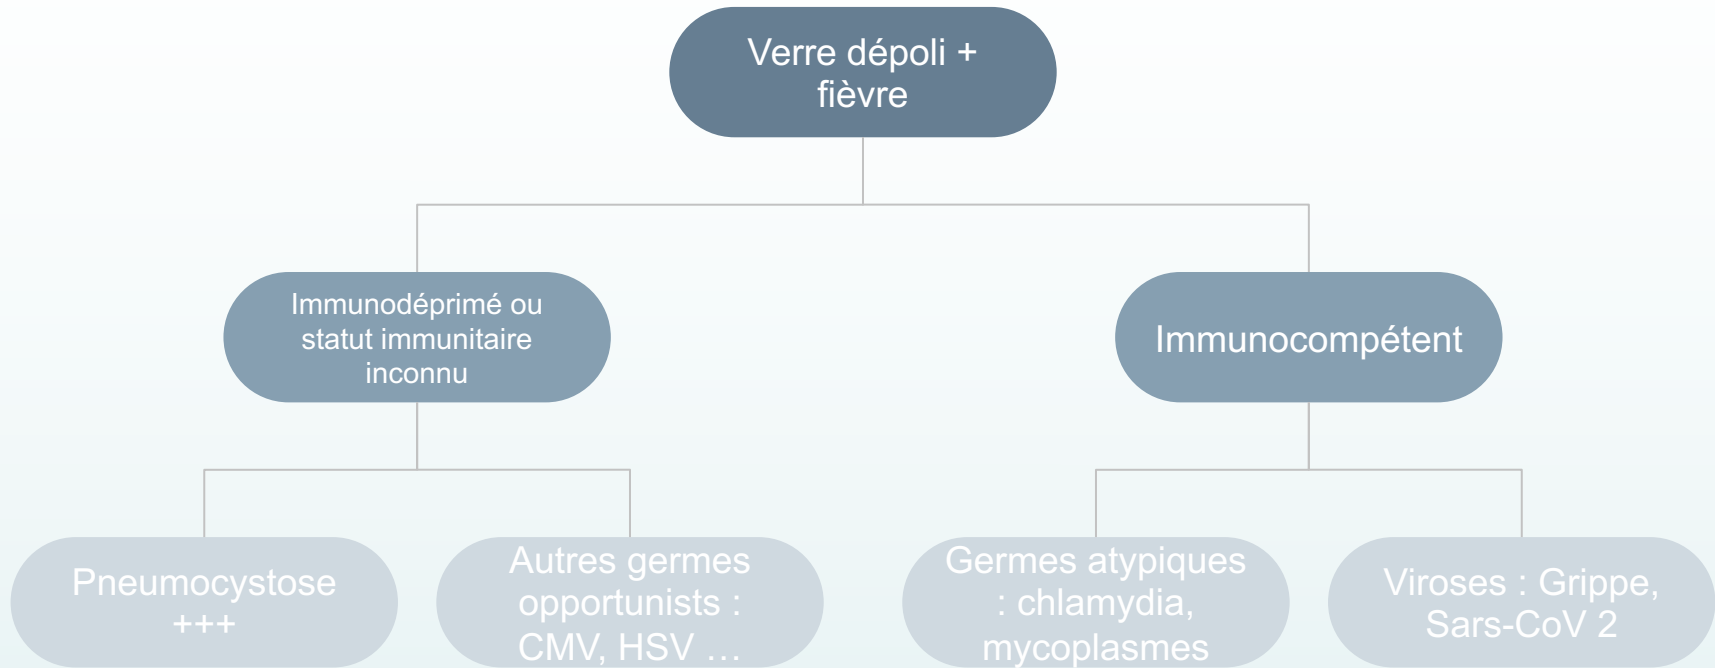 Verre dépoli +
fièvre
Immunodéprimé ou
statut immunitaire
inconnu
Immunocompétent
Pneumocystose
+++
Autres germes
opportunists :
CMV, HSV …
Germes atypiques
: chlamydia,
mycoplasmes
Viroses : Grippe,
Sars-CoV 2